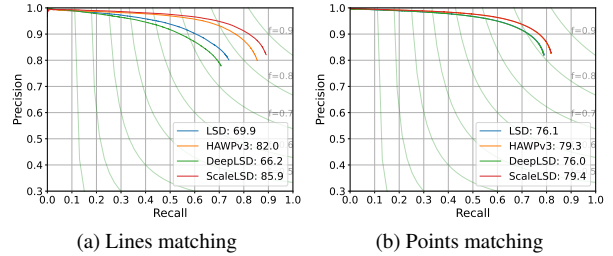 1.0
0.9
0.8
0.7
0.6
0.5
0.4
0.3
Precision
f=0.9
f=0.8
f=0.7
LSD: 69.9
HAWPv3: 82.0
DeepLSD: 66.2
ScaleLSD: 85.9
0.0 0.1 0.2 0.3 0.4 0.5 0.6 0.7 0.8 0.9 1.0
Recall
(a) Lines matching
1.0
0.9
0.8
0.7
0.6
0.5
0.4
0.3
Precision
f=0.9
f=0.8
f=0.7
LSD: 76.1
HAWPv3: 79.3
DeepLSD: 76.0
ScaleLSD: 79.4
0.0 0.1 0.2 0.3 0.4 0.5 0.6 0.7 0.8 0.9 1.0
Recall
(b) Points matching